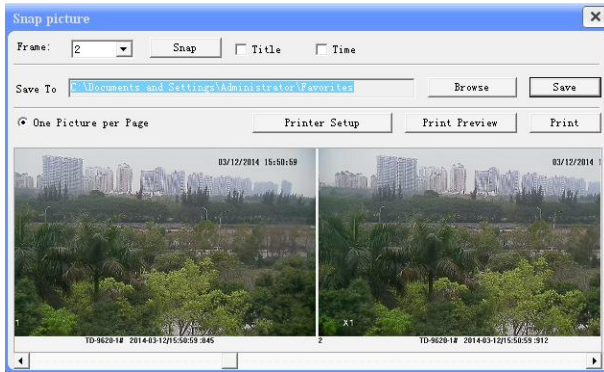 Snap picture
Frame: 2 Snap Title Time
Save To C:\Documents and Settings\Administrator\Favorites Browse Save
One Picture per Page Printer Setup Print Preview Print
03/12/2014 15:50:59 03/12/2014 1
1 X1
TD-9620-1# 2014-03-12/15:50:59 :845 2 TD-9620-1# 2014-03-12/15:50:59 :912